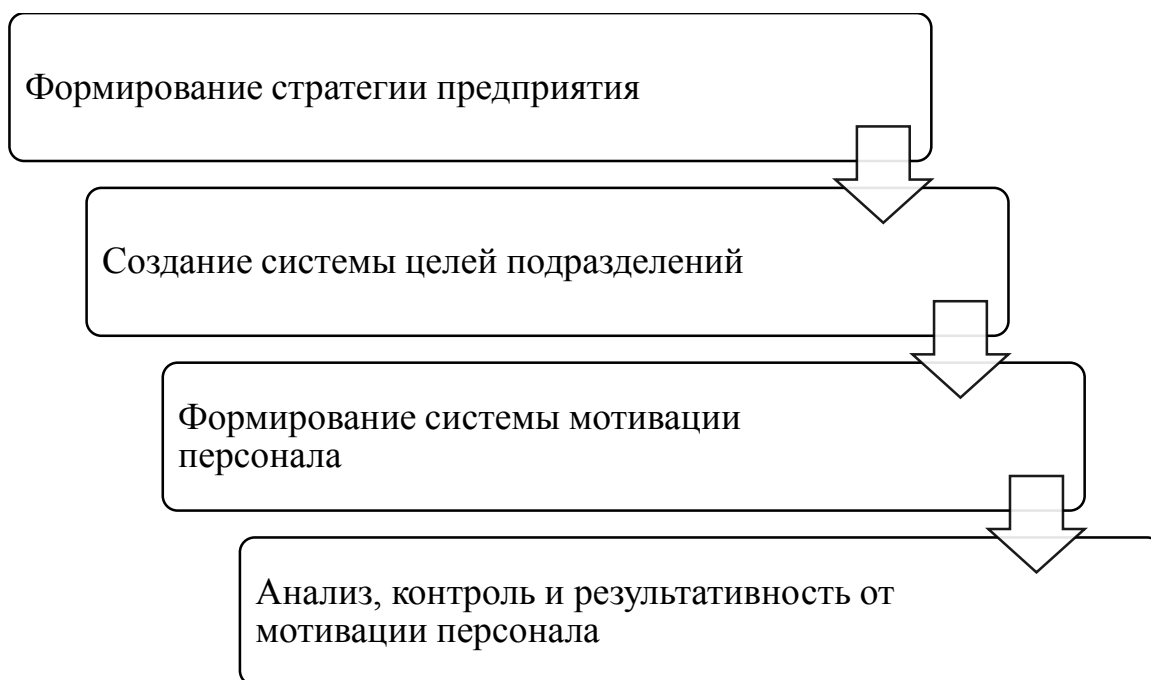 Формирование стратегии предприятия
Создание системы целей подразделений
Формирование системы мотивации
персонала
Анализ, контроль и результативность от
мотивации персонала